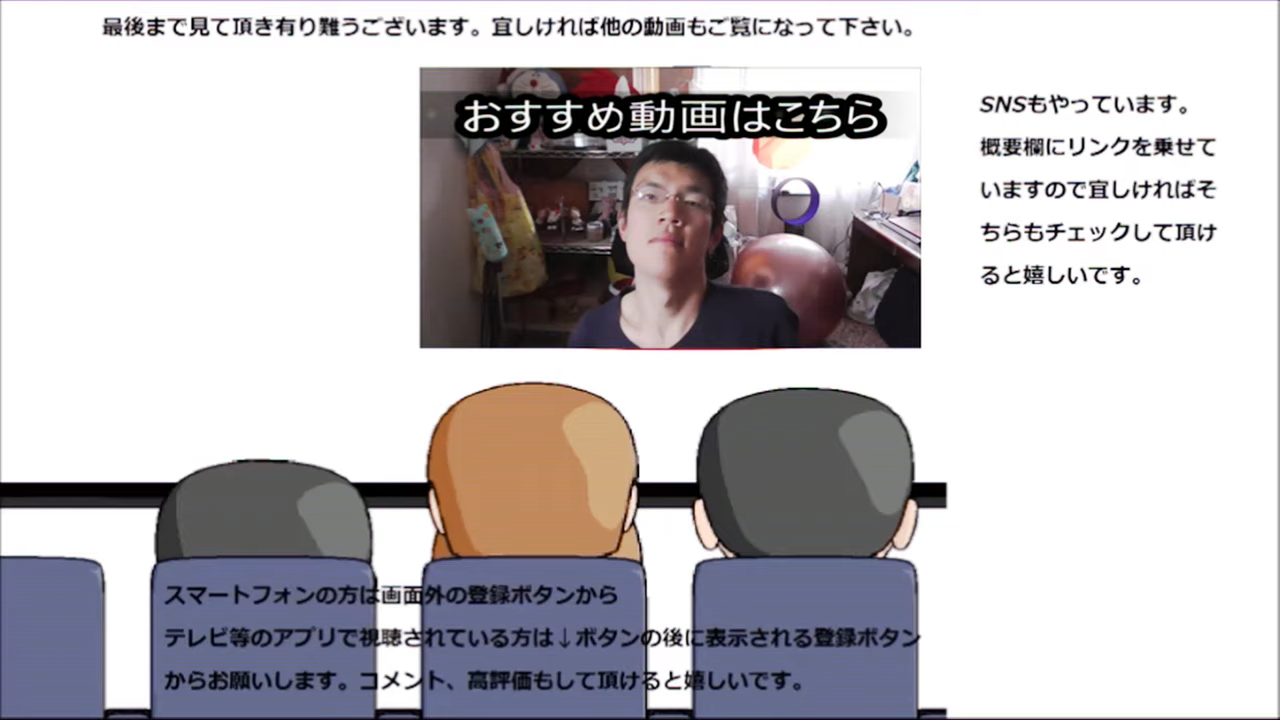 最後まで見て頂き有り難うございます。宜しければ他の動画もご覧になって下さい。
おすすめ動画はこちら
SNSもやっています。
概要欄にリンクを乗せて
いますので宜しければそ
ちらもチェックして頂け
ると嬉しいです。
スマートフォンの方は画面外の登録ボタンから
テレビ等のアプリで視聴されている方は↓ボタンの後に表示される登録ボタン
からお願いします。コメント、高評価もして頂けると嬉しいです。